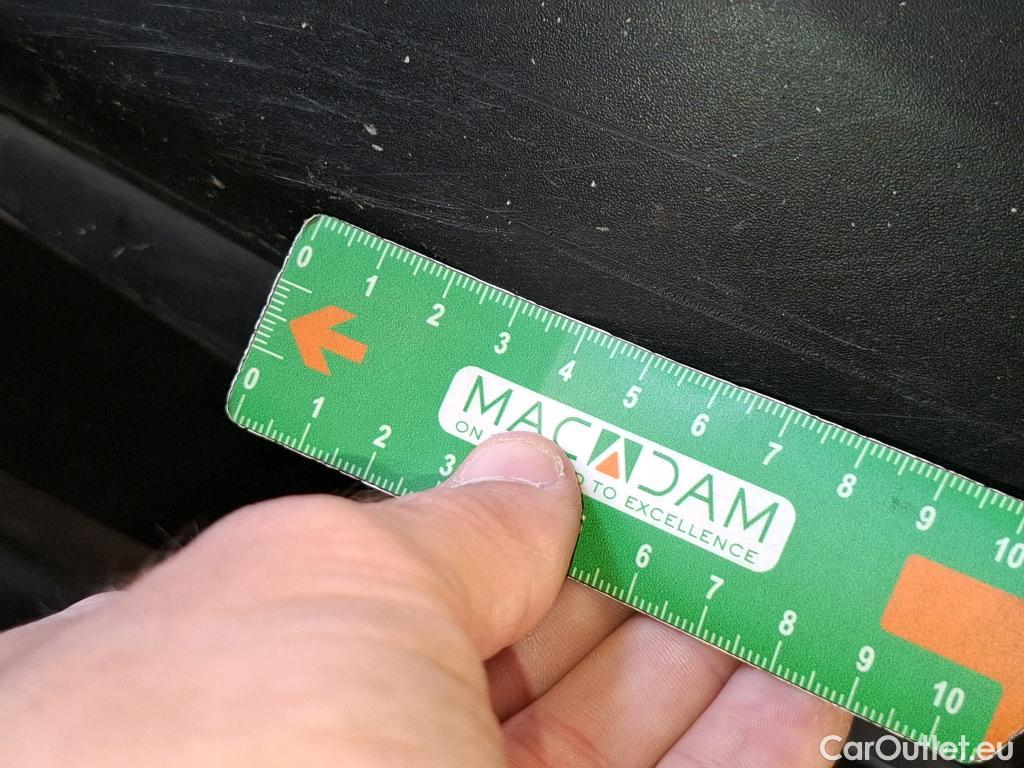 0 1 2 3 4 5 6 7 8 9 10
MACADAM
ON TO EXCELLENCE
0 1 2 3 6 7 8 9 10
CarOutlet.eu